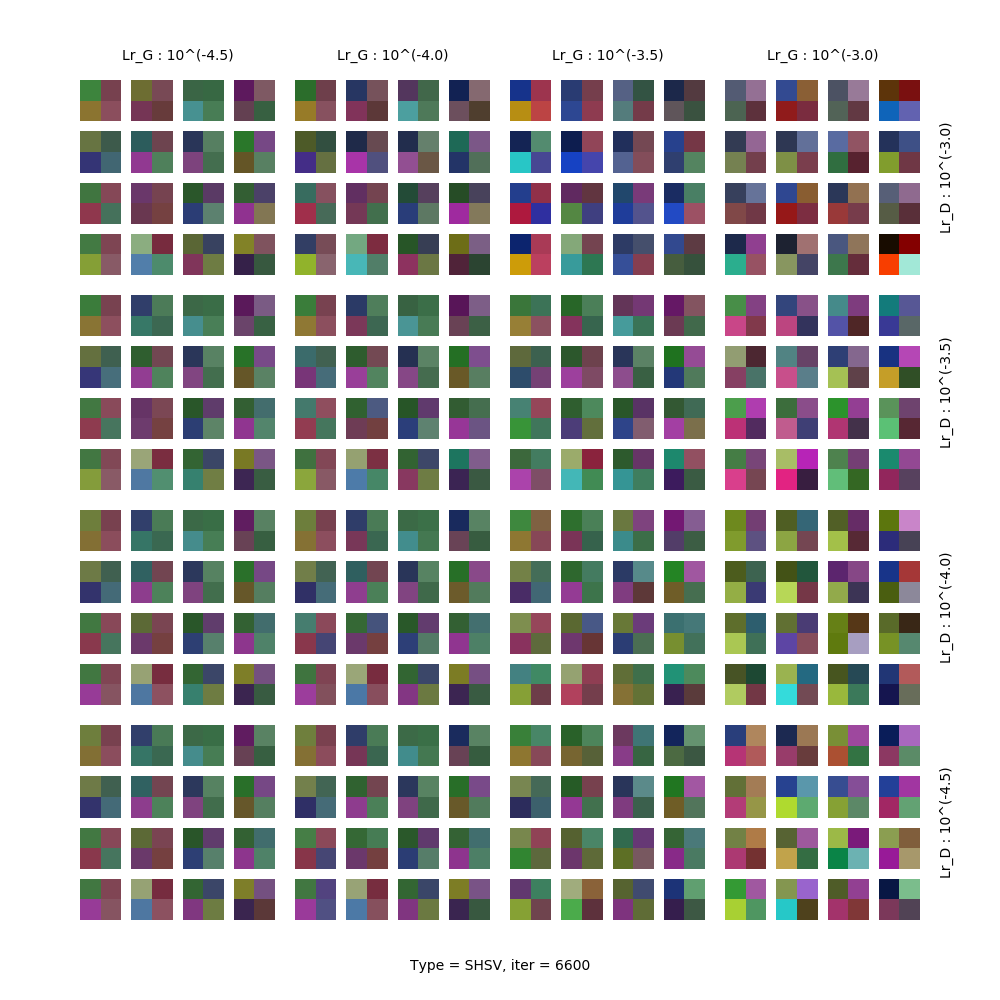 Lr_G : 10^(-4.5)
Lr_G : 10^(-4.0)
Lr_G : 10^(-3.5)
Lr_G : 10^(-3.0)
Lr_D : 10^(-3.0)
Lr_D : 10^(-3.5)
Lr_D : 10^(-4.0)
Lr_D : 10^(-4.5)
Type = SHSV, iter = 6600